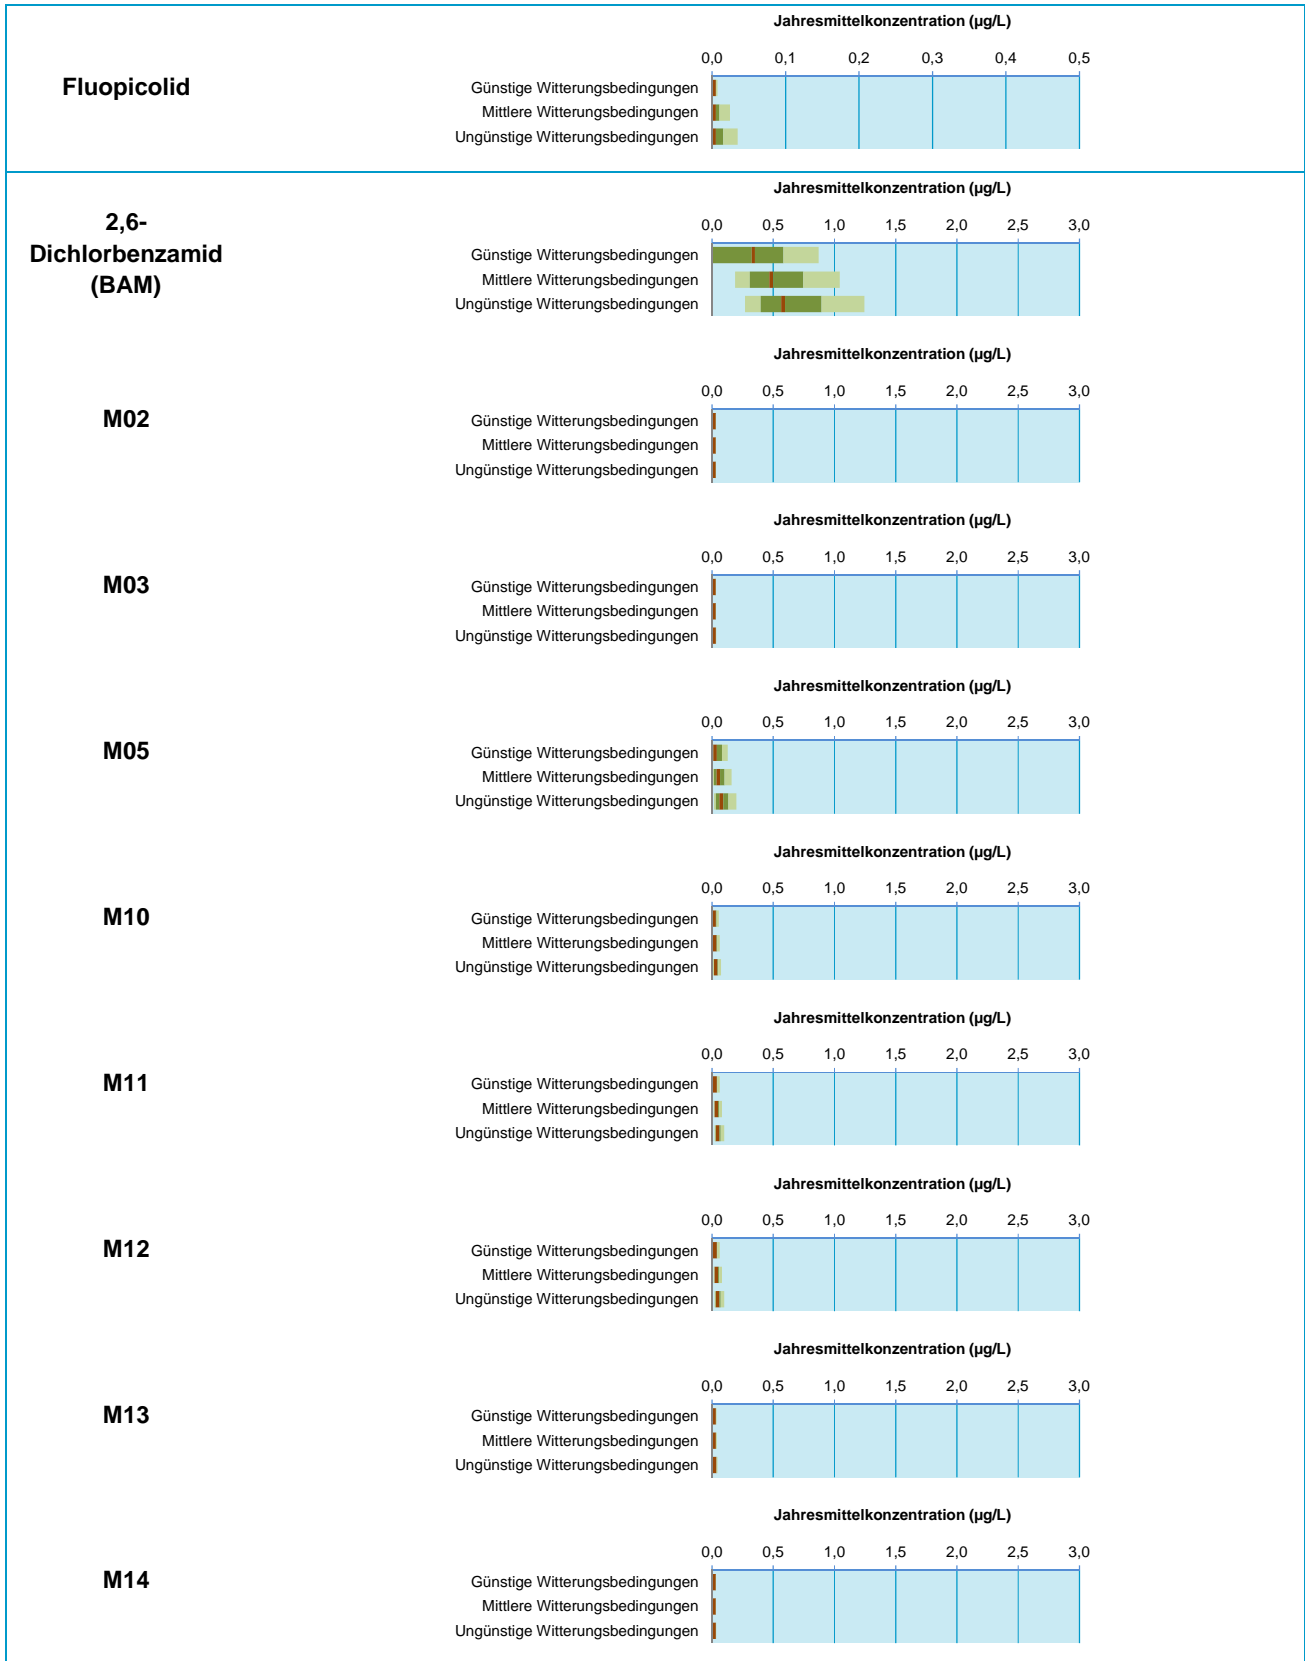 Jahresmittelkonzentration (µg/L)
0,0 0,1 0,2 0,3 0,4 0,5
Fluopicolid
Günstige Witterungsbedingungen
Mittlere Witterungsbedingungen
Ungünstige Witterungsbedingungen
Jahresmittelkonzentration (µg/L)
0,0 0,5 1,0 1,5 2,0 2,5 3,0
2,6-
Dichlorbenzamid
(BAM)
Günstige Witterungsbedingungen
Mittlere Witterungsbedingungen
Ungünstige Witterungsbedingungen
Jahresmittelkonzentration (µg/L)
0,0 0,5 1,0 1,5 2,0 2,5 3,0
M02
Günstige Witterungsbedingungen
Mittlere Witterungsbedingungen
Ungünstige Witterungsbedingungen
Jahresmittelkonzentration (µg/L)
0,0 0,5 1,0 1,5 2,0 2,5 3,0
M03
Günstige Witterungsbedingungen
Mittlere Witterungsbedingungen
Ungünstige Witterungsbedingungen
Jahresmittelkonzentration (µg/L)
0,0 0,5 1,0 1,5 2,0 2,5 3,0
M05
Günstige Witterungsbedingungen
Mittlere Witterungsbedingungen
Ungünstige Witterungsbedingungen
Jahresmittelkonzentration (µg/L)
0,0 0,5 1,0 1,5 2,0 2,5 3,0
M10
Günstige Witterungsbedingungen
Mittlere Witterungsbedingungen
Ungünstige Witterungsbedingungen
Jahresmittelkonzentration (µg/L)
0,0 0,5 1,0 1,5 2,0 2,5 3,0
M11
Günstige Witterungsbedingungen
Mittlere Witterungsbedingungen
Ungünstige Witterungsbedingungen
Jahresmittelkonzentration (µg/L)
0,0 0,5 1,0 1,5 2,0 2,5 3,0
M12
Günstige Witterungsbedingungen
Mittlere Witterungsbedingungen
Ungünstige Witterungsbedingungen
Jahresmittelkonzentration (µg/L)
0,0 0,5 1,0 1,5 2,0 2,5 3,0
M13
Günstige Witterungsbedingungen
Mittlere Witterungsbedingungen
Ungünstige Witterungsbedingungen
Jahresmittelkonzentration (µg/L)
0,0 0,5 1,0 1,5 2,0 2,5 3,0
M14
Günstige Witterungsbedingungen
Mittlere Witterungsbedingungen
Ungünstige Witterungsbedingungen